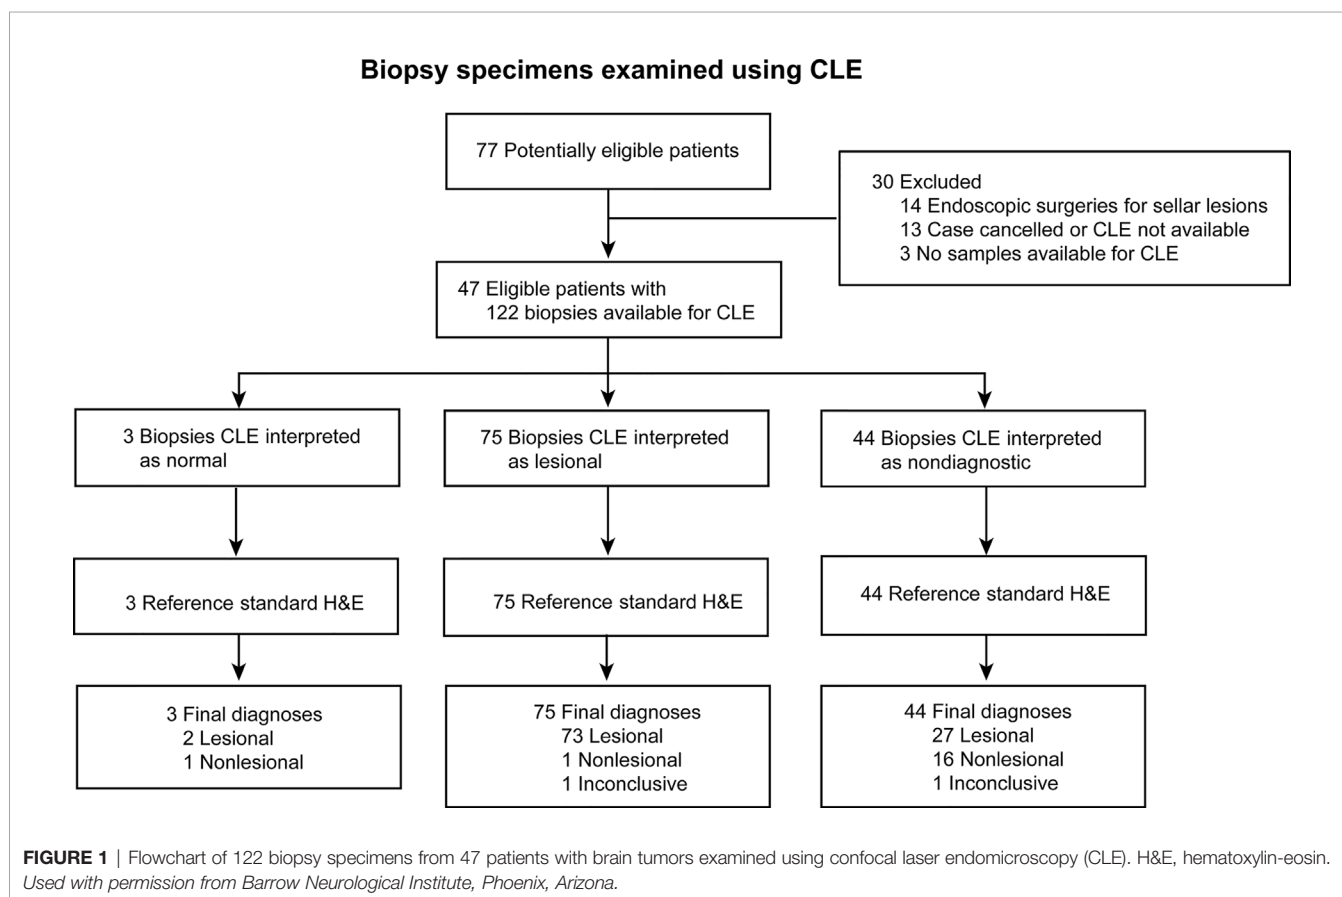 Biopsy specimens examined using CLE
77 Potentially eligible patients
30 Excluded
14 Endoscopic surgeries for sellar lesions
13 Case cancelled or CLE not available
3 No samples available for CLE
47 Eligible patients with
122 biopsies available for CLE
3 Biopsies CLE interpreted
as normal
75 Biopsies CLE interpreted
as lesional
44 Biopsies CLE interpreted
as nondiagnostic
3 Reference standard H&E
75 Reference standard H&E
44 Reference standard H&E
3 Final diagnoses
2 Lesional
1 Nonlesional
75 Final diagnoses
73 Lesional
1 Nonlesional
1 Inconclusive
44 Final diagnoses
27 Lesional
16 Nonlesional
1 Inconclusive
FIGURE 1 | Flowchart of 122 biopsy specimens from 47 patients with brain tumors examined using confocal laser endomicroscopy (CLE). H&E, hematoxylin-eosin.
Used with permission from Barrow Neurological Institute, Phoenix, Arizona.